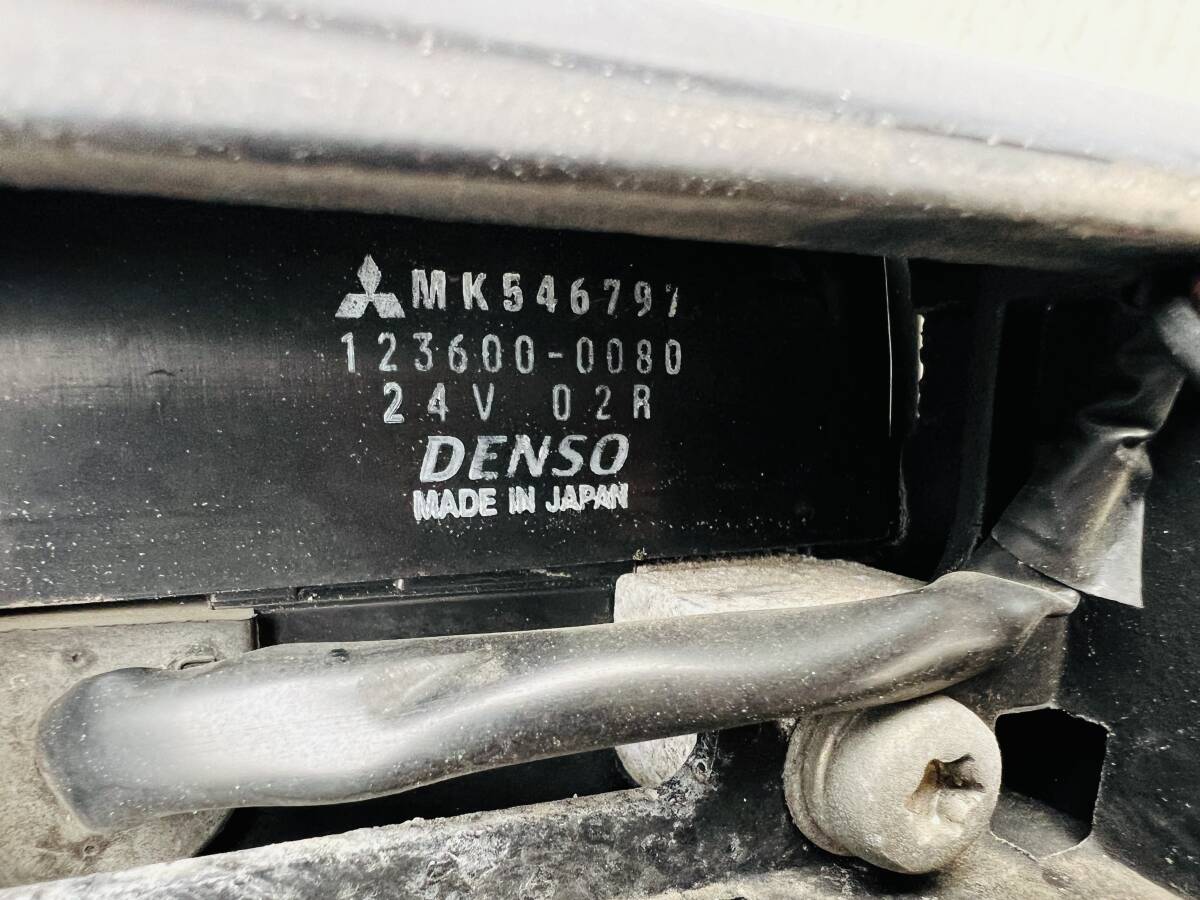 MK546797
123600-0080
24V 02R
DENSO
MADE IN JAPAN